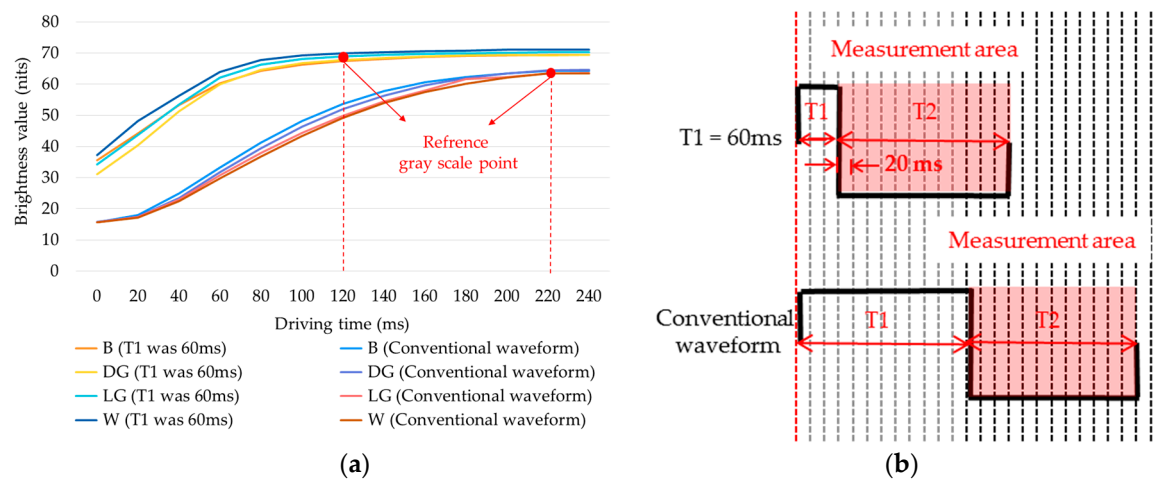 80
70
60
50
40
30
20
10
0
Brightness value (nits)
0 20 40 60 80 100 120 140 160 180 200 220 240
Driving time (ms)
Refrence
gray scale point
B (T1 was 60ms)
B (Conventional waveform)
DG (T1 was 60ms)
DG (Conventional waveform)
LG (T1 was 60ms)
LG (Conventional waveform)
W (T1 was 60ms)
W (Conventional waveform)
(a)
Measurement area
T1
T2
T1 = 60ms
20 ms
Measurement area
Conventional
waveform
T1
T2
(b)